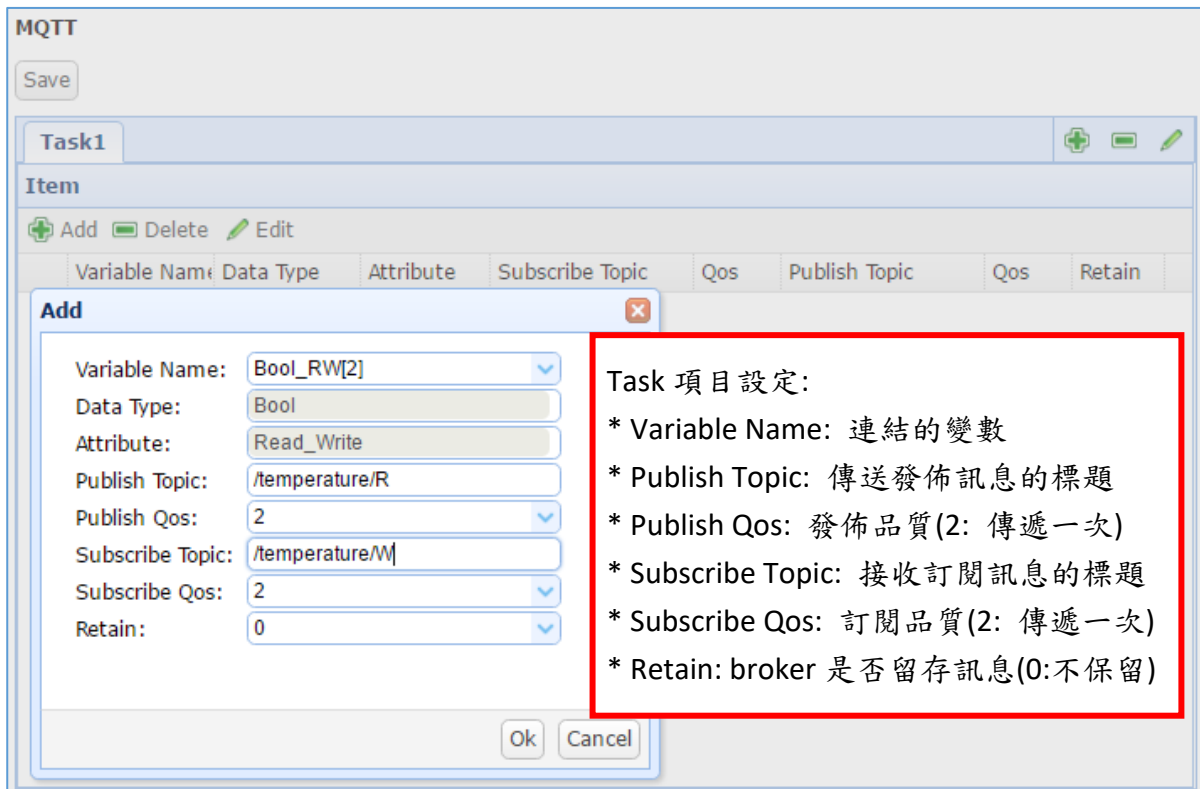 MQTT
Save
Task1
Item
Add Delete Edit
Variable Name Data Type Attribute Subscribe Topic Qos Publish Topic Qos Retain
Add
Variable Name: Bool_RW[2]
Data Type: Bool
Attribute: Read_Write
Publish Topic: /temperature/R
Publish Qos: 2
Subscribe Topic: /temperature/W
Subscribe Qos: 2
Retain: 0
Ok Cancel
Task 項目設定:
* Variable Name: 連結的變數
* Publish Topic: 傳送發佈訊息的標題
* Publish Qos: 發佈品質(2: 傳遞一次)
* Subscribe Topic: 接收訂閱訊息的標題
* Subscribe Qos: 訂閱品質(2: 傳遞一次)
* Retain: broker 是否留存訊息(0:不保留)